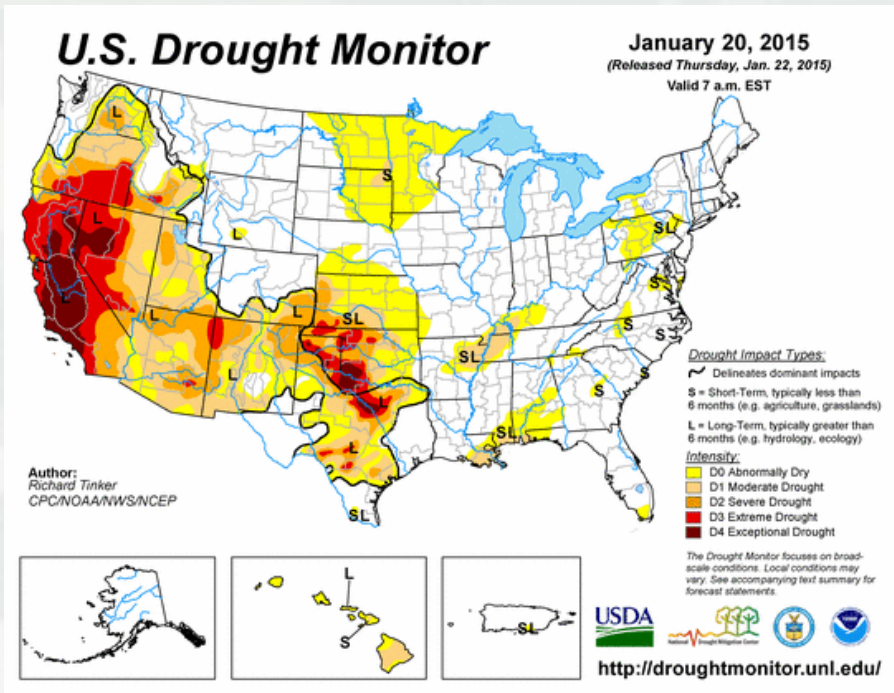 U.S. Drought Monitor
January 20, 2015
(Released Thursday, Jan. 22, 2015)
Valid 7 a.m. EST
L
S
L
L
SL
L
S
L
L
L
SL
S
S
SL
L
S
S
L
L
SL
SL
Drought Impact Types:
Delineates dominant impacts
S = Short-Term, typically less than
6 months (e.g. agriculture, grasslands)
L = Long-Term, typically greater than
6 months (e.g. hydrology, ecology)
Intensity:
D0 Abnormally Dry
D1 Moderate Drought
D2 Severe Drought
D3 Extreme Drought
D4 Exceptional Drought
Author:
Richard Tinker
CPC/NOAA/NWS/NCEP
The Drought Monitor focuses on broad-
scale conditions. Local conditions may
vary. See accompanying text summary for
forecast statements.
L
S
SL
USDA
National Drought Mitigation Center
http://droughtmonitor.unl.edu/